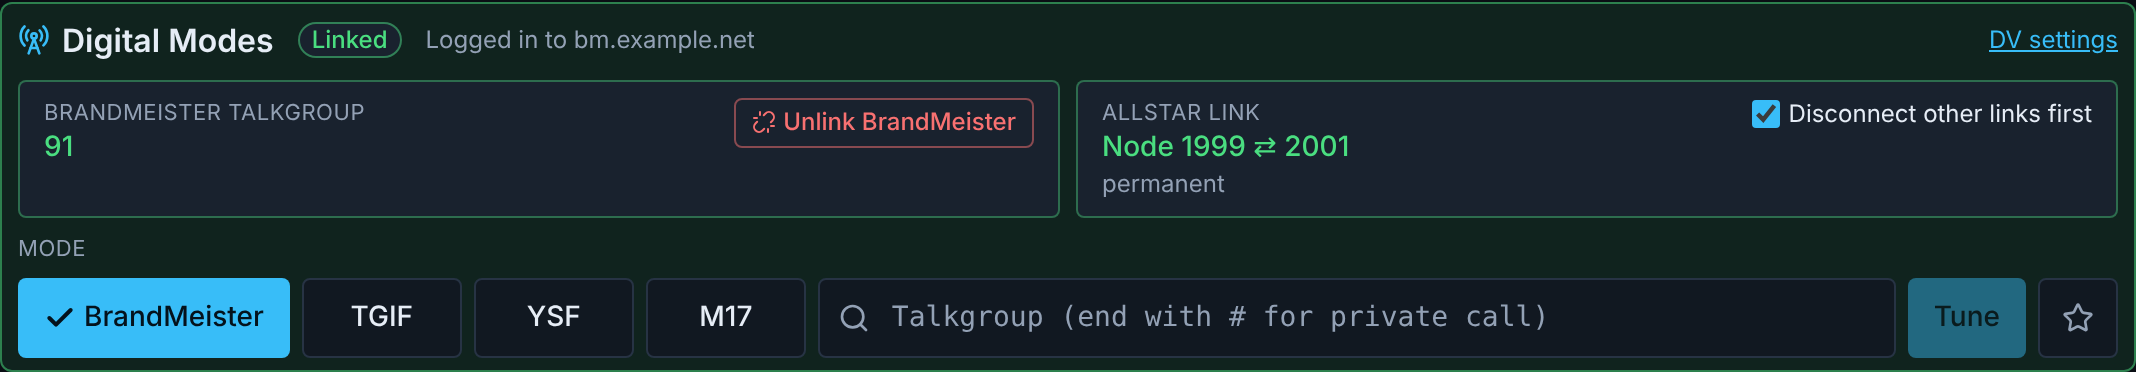 Digital Modes
Linked
Logged in to bm.example.net
DV settings
BRANDMEISTER TALKGROUP
91
Unlink BrandMeister
ALLSTAR LINK
Node 1999 ⇄ 2001
permanent
Disconnect other links first
MODE
BrandMeister
TGIF
YSF
M17
Talkgroup (end with # for private call)
Tune